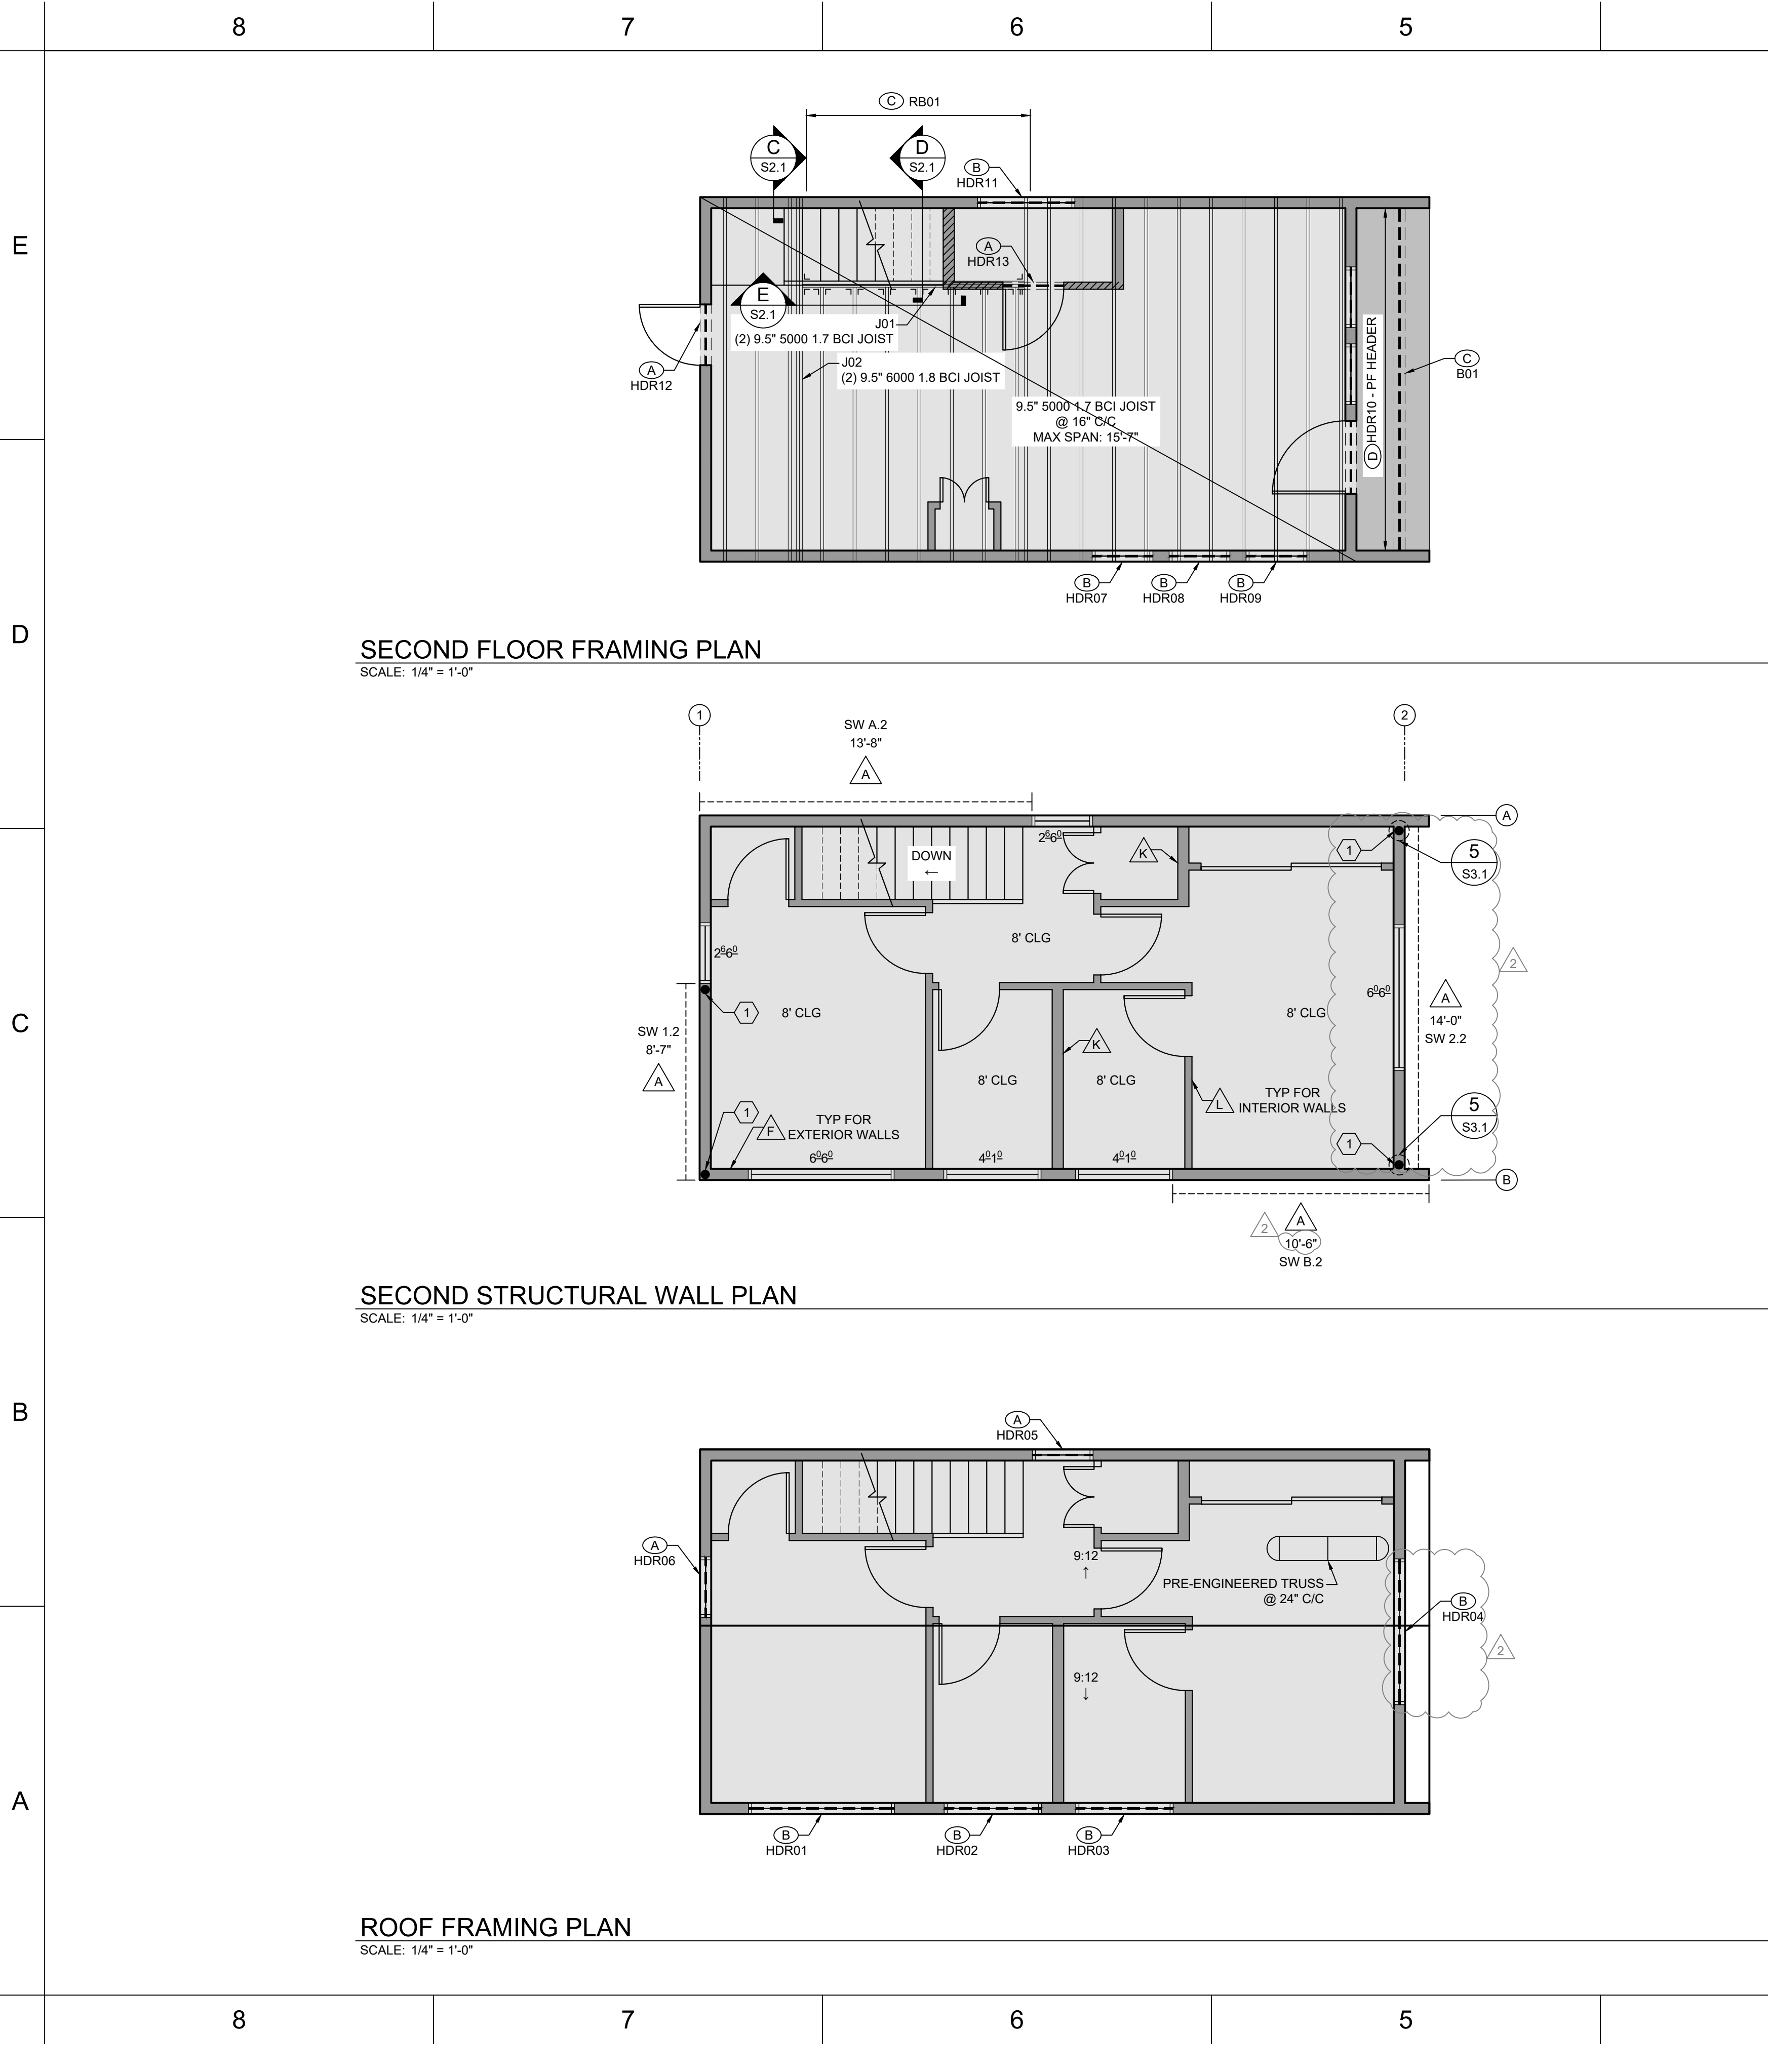 8 7 6 5
E
D
C
B
A
C RB01
C
S2.1
D
S2.1
B
HDR11
A
HDR13
E
S2.1
J01
(2) 9.5" 5000 1.7 BCI JOIST
J02
(2) 9.5" 6000 1.8 BCI JOIST
A
HDR12
9.5" 5000 1.7 BCI JOIST
@ 16" C/C
MAX SPAN: 15'-7"
D HDR10 - PF HEADER
C
B01
B
HDR07
B
HDR08
B
HDR09
SECOND FLOOR FRAMING PLAN
SCALE: 1/4" = 1'-0"
1
2
SW A.2
13'-8"
A
A
2⁶6⁰
DOWN
←
K
1
5
S3.1
8' CLG
2⁶6⁰
2
6⁰6⁰
A
14'-0"
SW 2.2
1
8' CLG
8' CLG
SW 1.2
8'-7"
A
K
8' CLG
8' CLG
L
TYP FOR
INTERIOR WALLS
1
F
TYP FOR
EXTERIOR WALLS
5
S3.1
1
6⁰6⁰
4⁰1⁰
4⁰1⁰
B
2
A
10'-6"
SW B.2
SECOND STRUCTURAL WALL PLAN
SCALE: 1/4" = 1'-0"
A
HDR05
A
HDR06
9:12
↑
PRE-ENGINEERED TRUSS
@ 24" C/C
B
HDR04
2
9:12
↓
B
HDR01
B
HDR02
B
HDR03
ROOF FRAMING PLAN
SCALE: 1/4" = 1'-0"
8 7 6 5